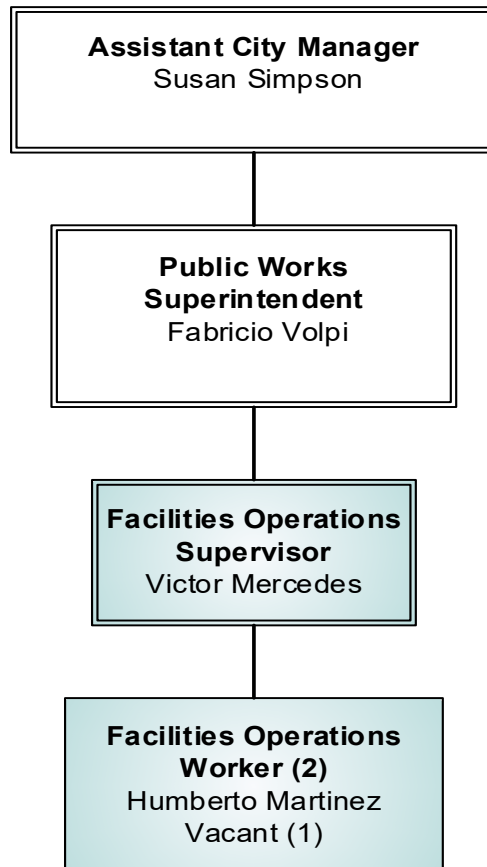 Assistant City Manager
Susan Simpson
Public Works
Superintendent
Fabricio Volpi
Facilities Operations
Supervisor
Victor Mercedes
Facilities Operations
Worker (2)
Humberto Martinez
Vacant (1)